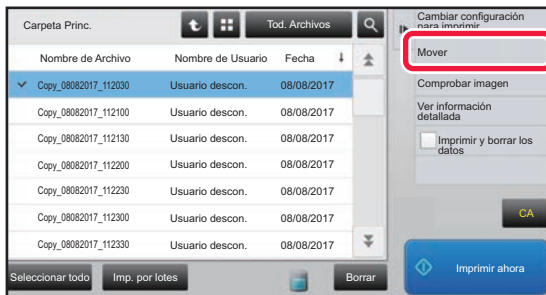 Carpeta Princ.
Tod. Archivos
Nombre de Archivo Nombre de Usuario Fecha
Copy_08082017_112030 Usuario descon. 08/08/2017
Copy_08082017_112100 Usuario descon. 08/08/2017
Copy_08082017_112130 Usuario descon. 08/08/2017
Copy_08082017_112200 Usuario descon. 08/08/2017
Copy_08082017_112230 Usuario descon. 08/08/2017
Copy_08082017_112300 Usuario descon. 08/08/2017
Copy_08082017_112330 Usuario descon. 08/08/2017
Seleccionar todo Imp. por lotes Borrar
Cambiar configuración
para imprimir
Mover
Comprobar imagen
Ver información
detallada
Imprimir y borrar los
datos
CA
Imprimir ahora